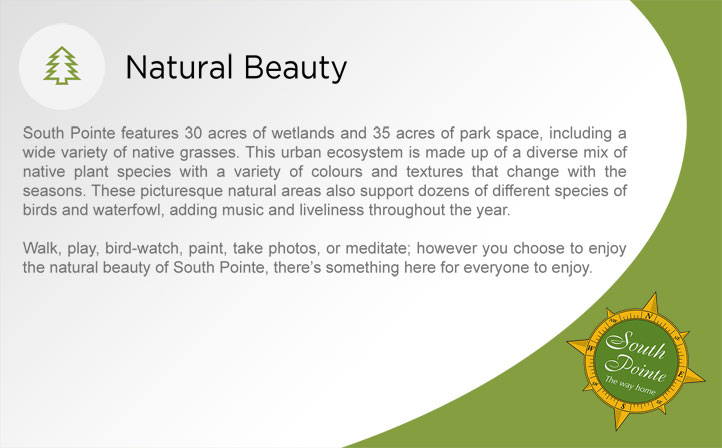 Natural Beauty
South Pointe features 30 acres of wetlands and 35 acres of park space, including a
wide variety of native grasses. This urban ecosystem is made up of a diverse mix of
native plant species with a variety of colours and textures that change with the
seasons. These picturesque natural areas also support dozens of different species of
birds and waterfowl, adding music and liveliness throughout the year.
Walk, play, bird-watch, paint, take photos, or meditate; however you choose to enjoy
the natural beauty of South Pointe, there’s something here for everyone to enjoy.
N
W
E
S
South
Pointe
The way home